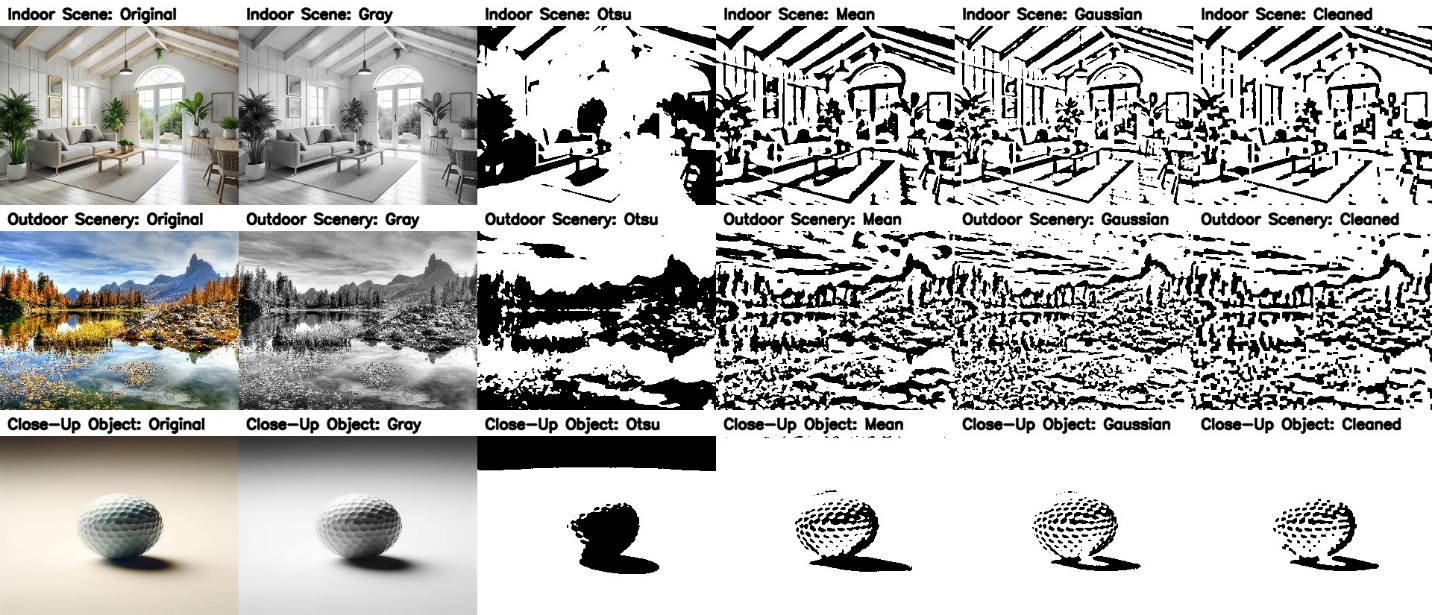 Indoor Scene: Original
Indoor Scene: Gray
Indoor Scene: Otsu
Indoor Scene: Mean
Indoor Scene: Gaussian
Indoor Scene: Cleaned
Outdoor Scenery: Original
Outdoor Scenery: Gray
Outdoor Scenery: Otsu
Outdoor Scenery: Mean
Outdoor Scenery: Gaussian
Outdoor Scenery: Cleaned
Close-Up Object: Original
Close-Up Object: Gray
Close-Up Object: Otsu
Close-Up Object: Mean
Close-Up Object: Gaussian
Close-Up Object: Cleaned